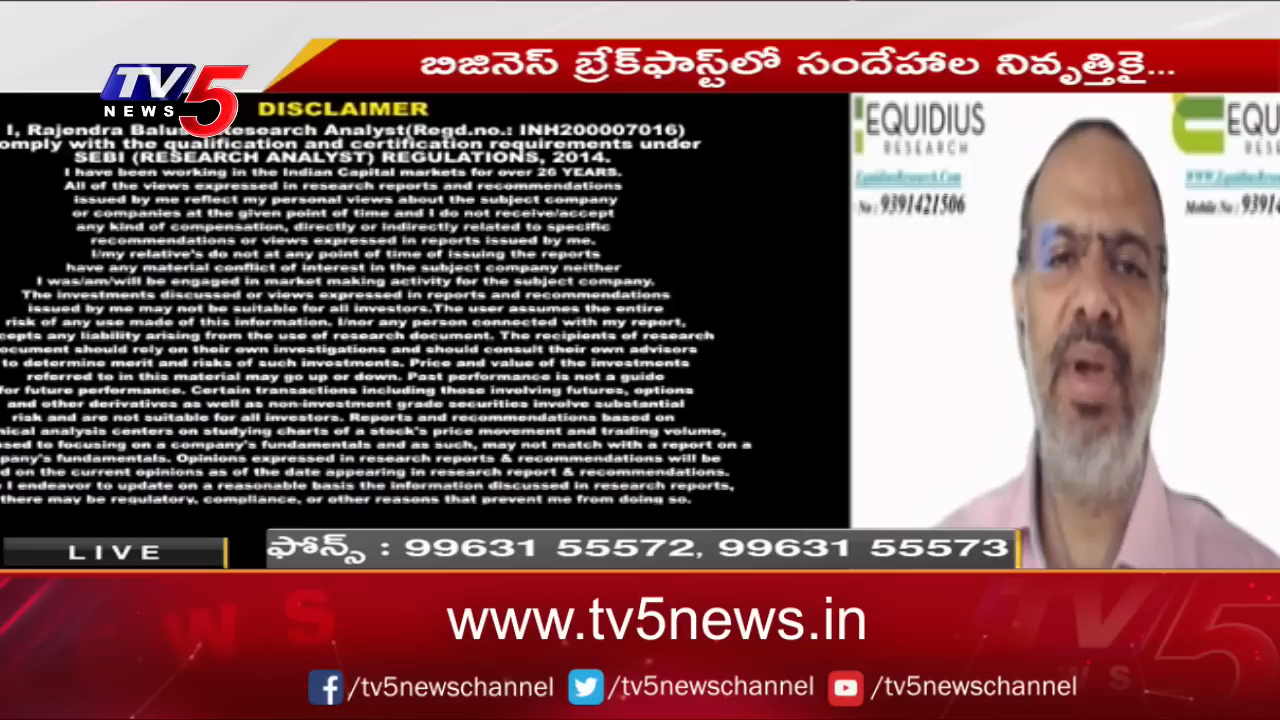 బిజినెస్ బ్రేక్‌ఫాస్ట్‌లో సందేహాల నివృత్తికై...
TV5
NEWS
DISCLAIMER
I, Rajendra Research Analyst(Regd.no.: INH200007016)
omply with the qualification and certification requirements under
SEBI (RESEARCH ANALYST) REGULATIONS, 2014.
I have been working in the Indian Capital markets for over 26 YEARS.
All of the views expressed in research reports and recommendations
issued by me reflect my personal views about the subject company
or companies at the given point of time and I do not receive/accept
any kind of compensation, directly or indirectly related to specific
recommendations or views expressed in reports issued by me.
I/my relative's do not at any point of time of issuing the reports
have any material conflict of interest in the subject company neither
I was/am/will be engaged in market making activity for the subject company.
The investments discussed or views expressed in reports and recommendations
issued by me may not be suitable for all investors.The user assumes the entire
risk of any use made of this information. I/nor any person connected with my report,
cepts any liability arising from the use of research document. The recipients of research
ocument should rely on their own investigations and should consult their own advisors
to determine merit and risks of such investments. Price and value of the investments
referred to in this material may go up or down. Past performance is not a guide
for future performance. Certain transactions including those involving futures, options
and other derivatives as well as non-investment grade securities involve substantial
risk and are not suitable for all investors. Reports and recommendations based on
nical analysis centers on studying charts of a stock's price movement and trading volume,
osed to focusing on a company's fundamentals and as such, may not match with a report on a
pany's fundamentals. Opinions expressed in research reports & recommendations will be
d on the current opinions as of the date appearing in research report & recommendations.
I endeavor to update on a reasonable basis the information discussed in research reports,
there may be regulatory, compliance, or other reasons that prevent me from doing so.
EQUIDIUS
RESEARCH
EquidiusResearch.Com
No : 9391421506
EQU
RES
WWW.Equidius
Mobile No : 9391
LIVE
ఫోన్స్ : 99631 55572, 99631 55573
www.tv5news.in
/tv5newschannel /tv5newschannel /tv5newschannel